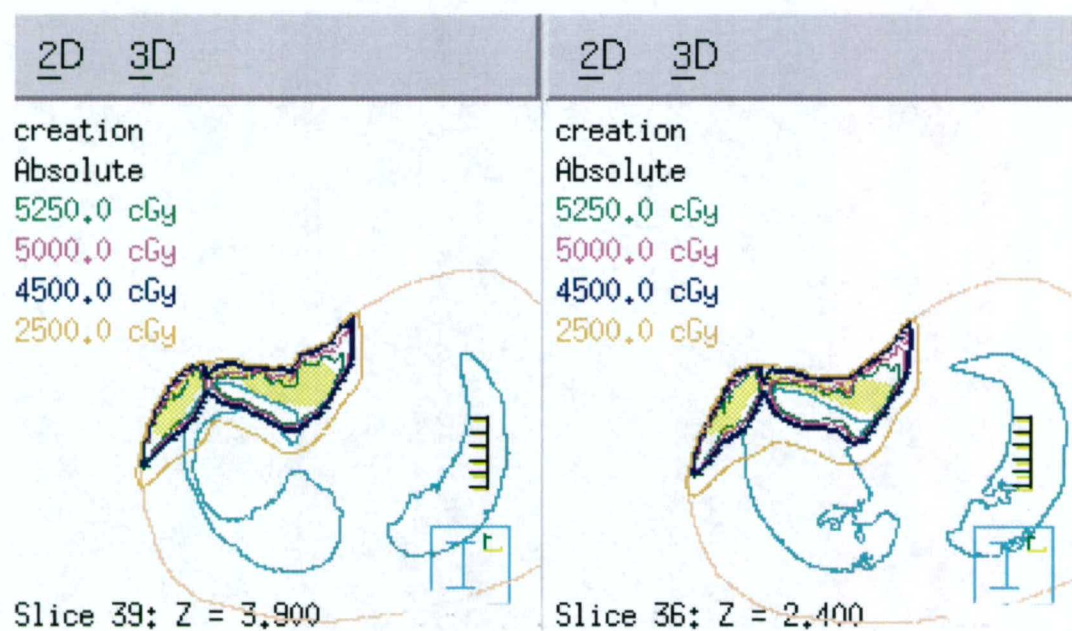 2D 3D
creation
Absolute
5250.0 cGy
5000.0 cGy
4500.0 cGy
2500.0 cGy
Slice 39: Z = 3.900
2D 3D
creation
Absolute
5250.0 cGy
5000.0 cGy
4500.0 cGy
2500.0 cGy
Slice 36: Z = 2.400